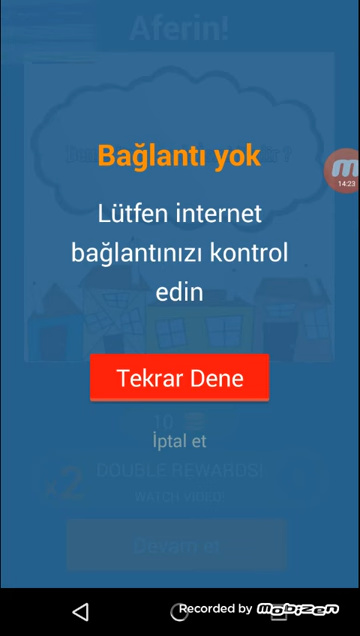 Aferin!
Bağlantı yok
14:23
Lütfen internet
bağlantınızı kontrol
edin
Tekrar Dene
10
İptal et
x2 DOUBLE REWARDS!
WATCH VIDEO!
Devam et
Recorded by mobizen